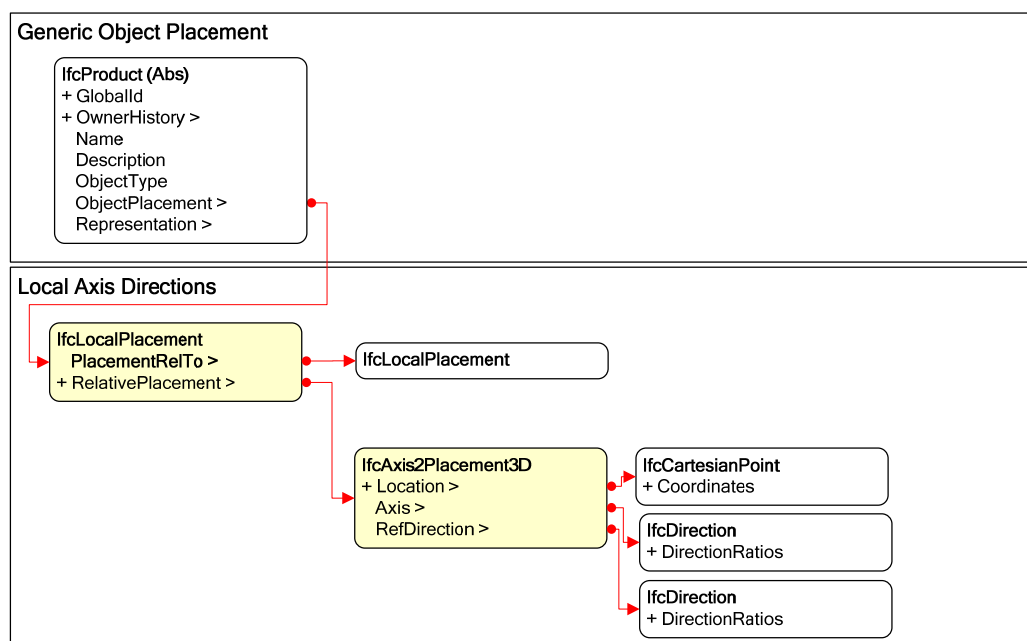 Generic Object Placement
IfcProduct (Abs)
+ GlobalId
+ OwnerHistory >
Name
Description
ObjectType
ObjectPlacement >
Representation >
Local Axis Directions
IfcLocalPlacement
PlacementRelTo >
+ RelativePlacement >
IfcLocalPlacement
IfcAxis2Placement3D
+ Location >
Axis >
RefDirection >
IfcCartesianPoint
+ Coordinates
IfcDirection
+ DirectionRatios
IfcDirection
+ DirectionRatios